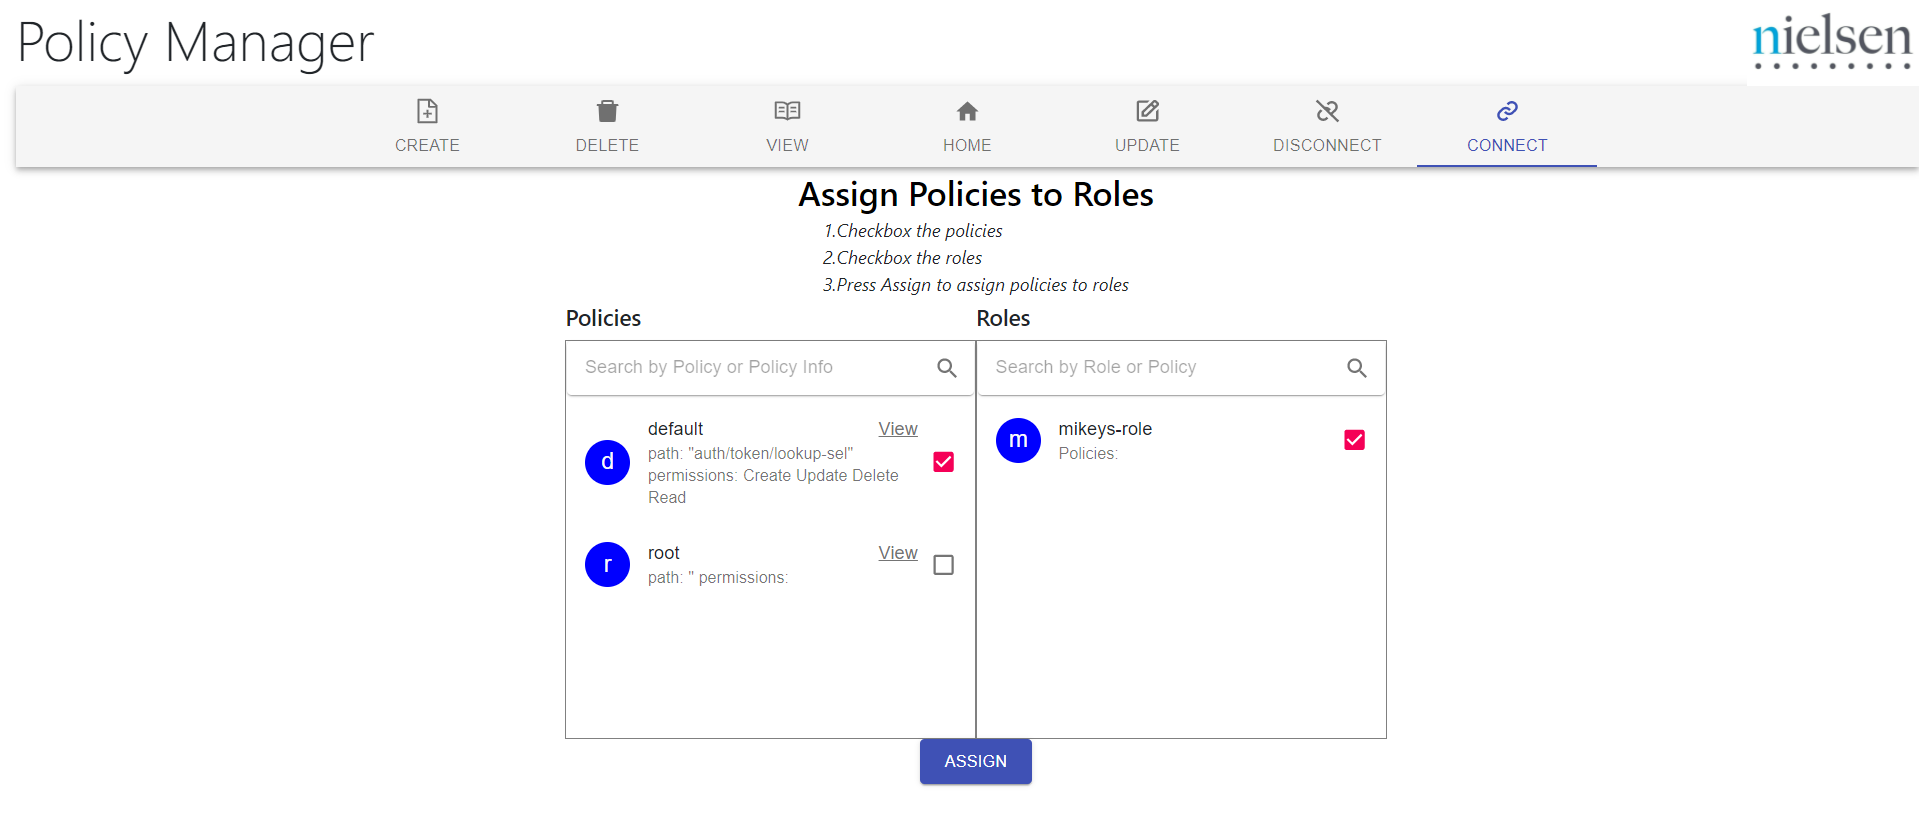 Policy Manager
nielsen
CREATE
DELETE
VIEW
HOME
UPDATE
DISCONNECT
CONNECT
Assign Policies to Roles
1.Checkbox the policies
2.Checkbox the roles
3.Press Assign to assign policies to roles
Policies
Roles
Search by Policy or Policy Info
Search by Role or Policy
d
default
View
path: "auth/token/lookup-sel"
permissions: Create Update Delete
Read
r
root
View
path: " permissions:
m
mikeys-role
Policies:
ASSIGN